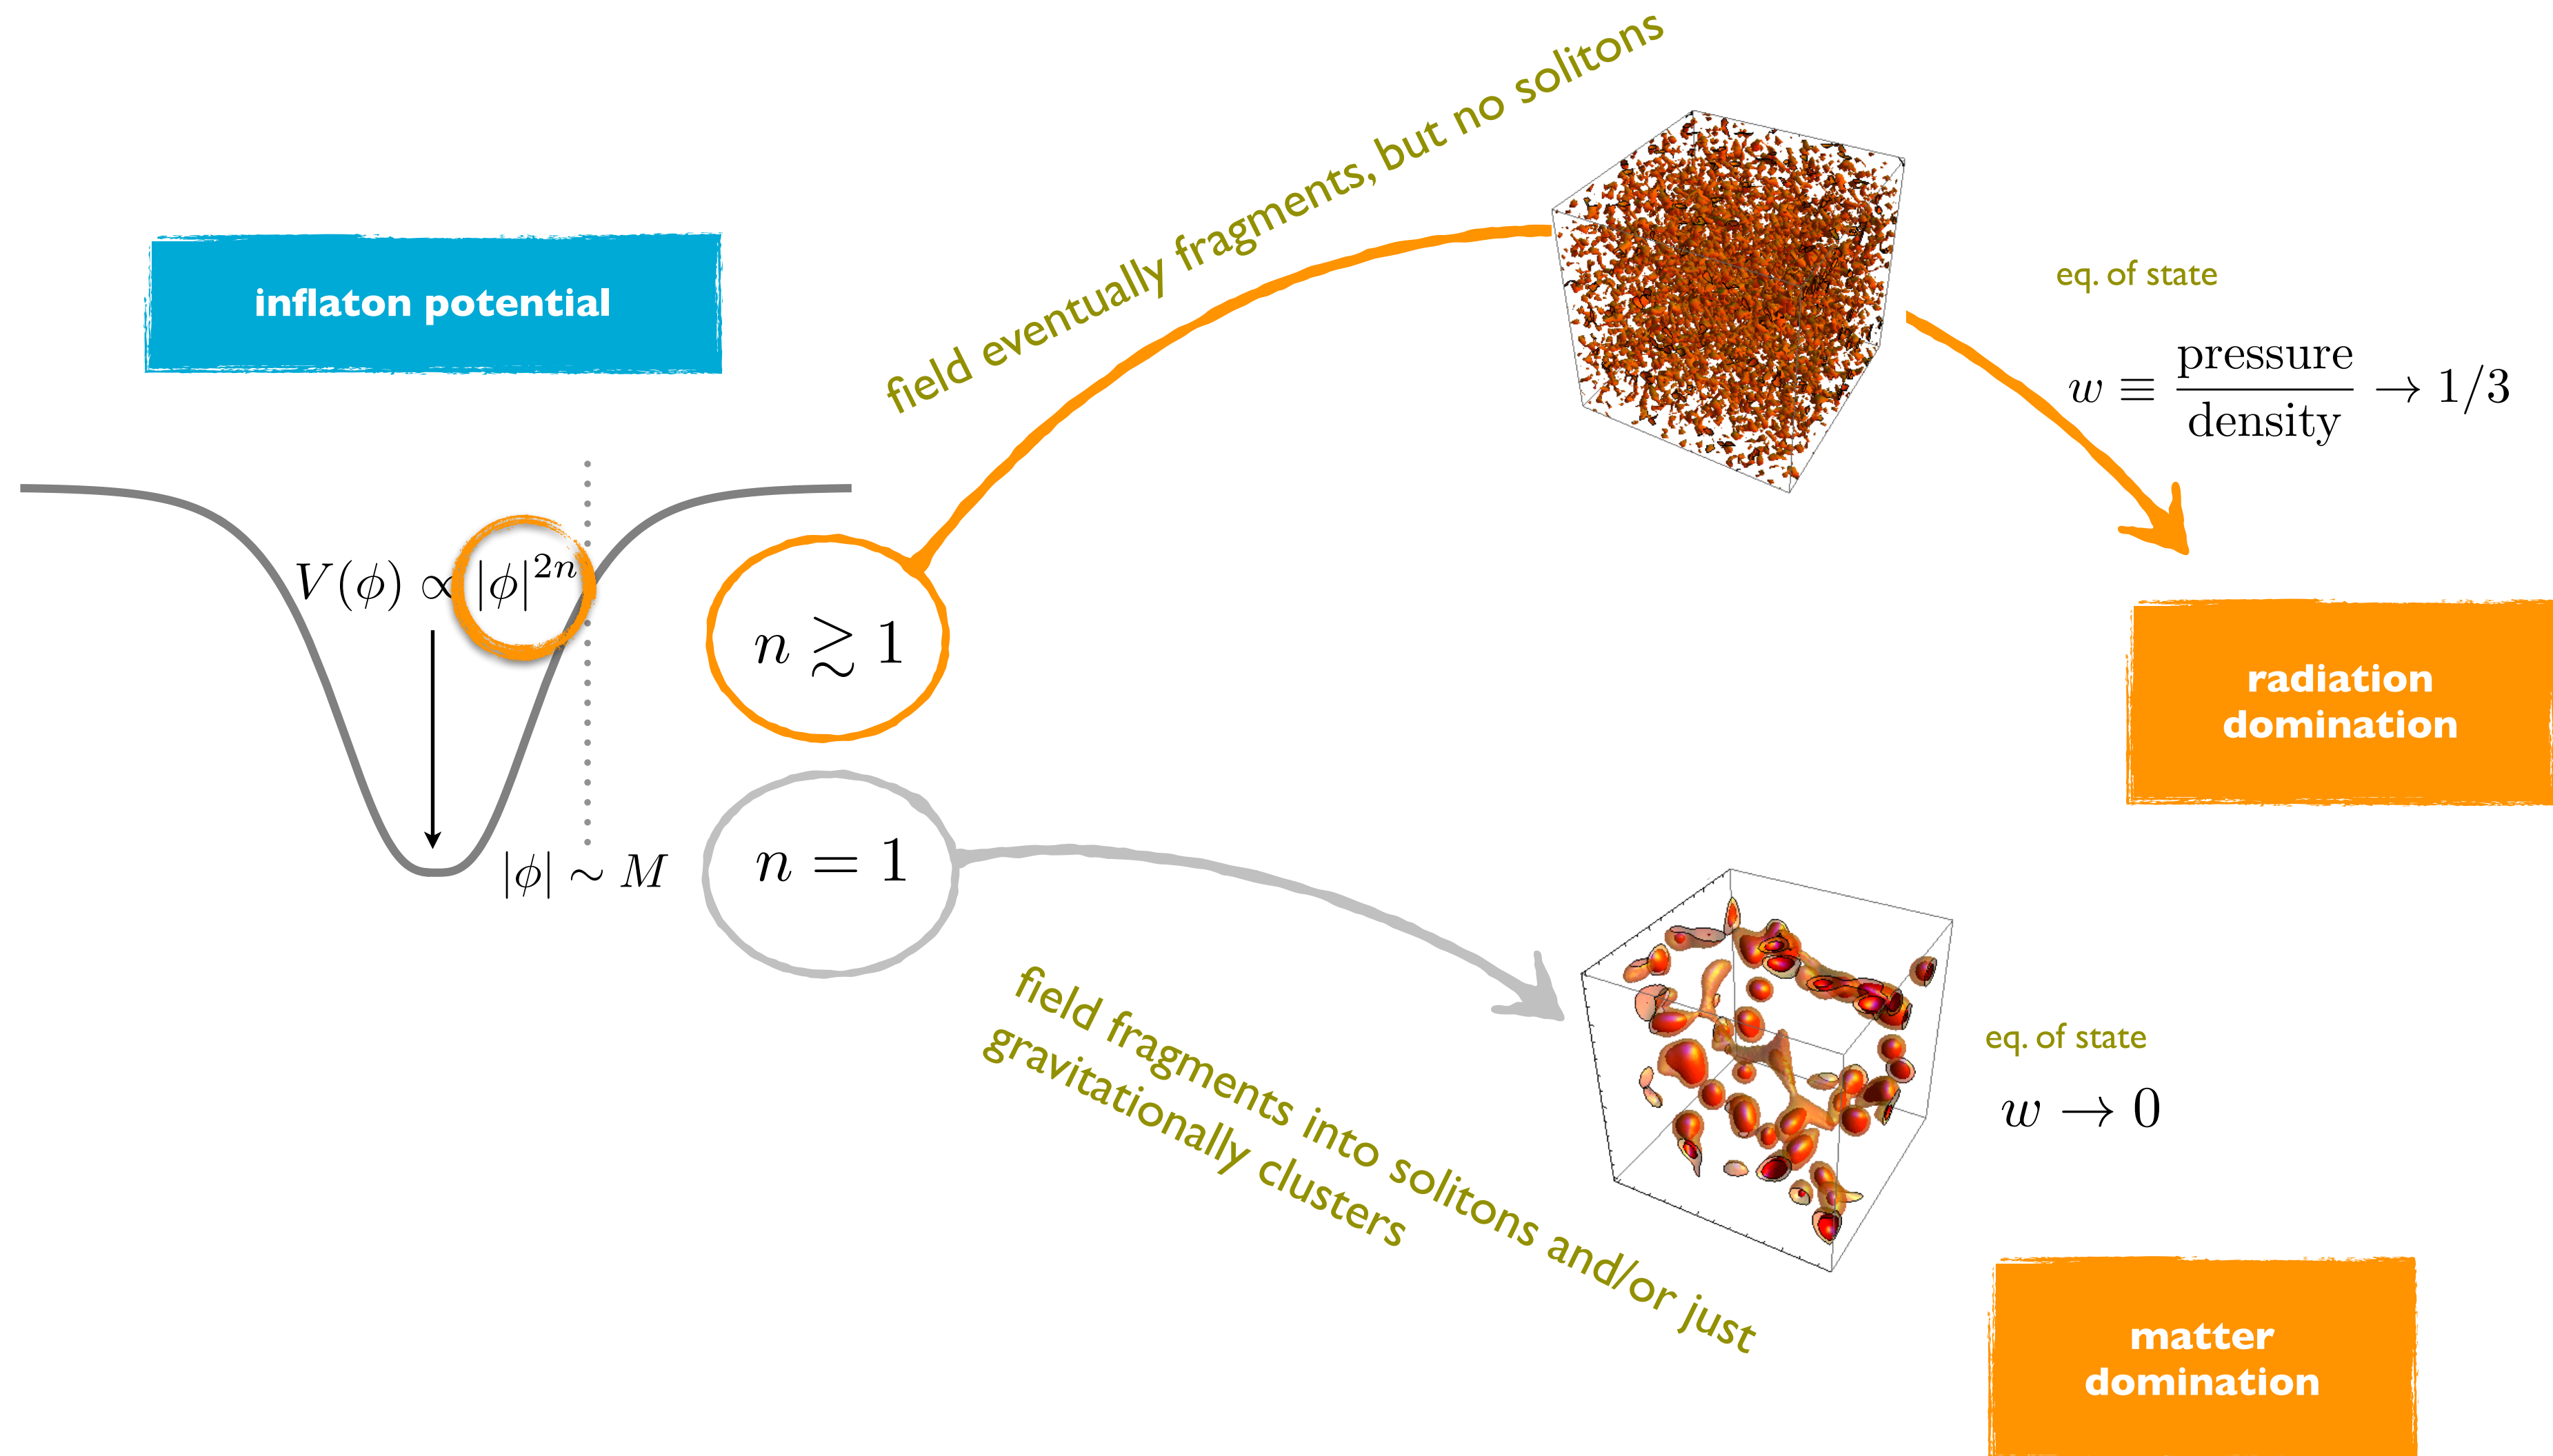 inflaton potential
V(ϕ) ∝ |ϕ|^{2n}
|ϕ| ∼ M
n ≳ 1
n = 1
field eventually fragments, but no solitons
eq. of state
w ≡ pressure/density → 1/3
radiation
domination
field fragments into solitons and/or just
gravitationally clusters
eq. of state
w → 0
matter
domination